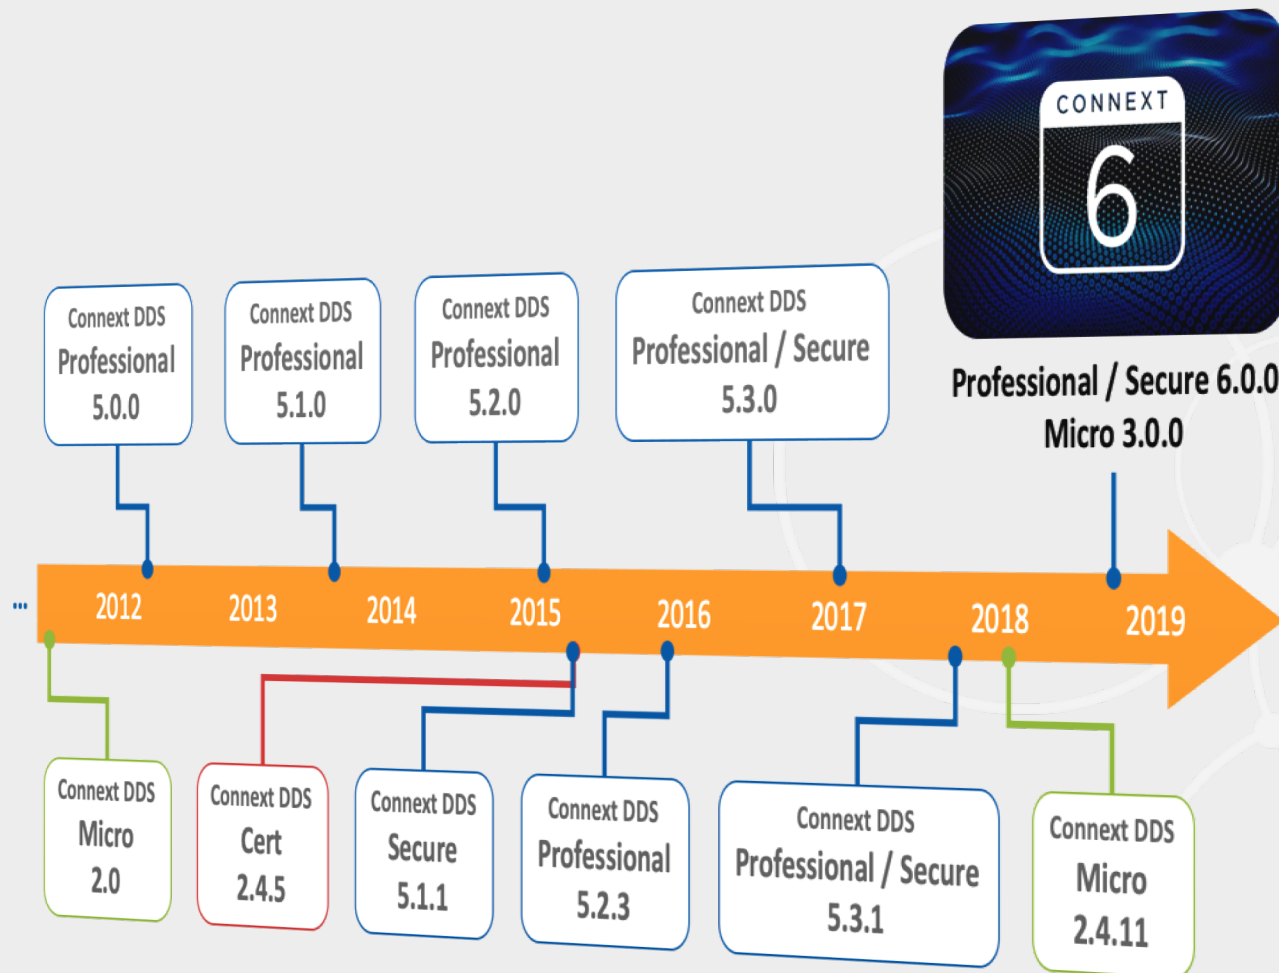 CONNEXT
6
Professional / Secure 6.0.0
Micro 3.0.0
Connext DDS
Professional
5.0.0
Connext DDS
Professional
5.1.0
Connext DDS
Professional
5.2.0
Connext DDS
Professional / Secure
5.3.0
... 2012 2013 2014 2015 2016 2017 2018 2019
Connext DDS
Micro
2.0
Connext DDS
Cert
2.4.5
Connext DDS
Secure
5.1.1
Connext DDS
Professional
5.2.3
Connext DDS
Professional / Secure
5.3.1
Connext DDS
Micro
2.4.11